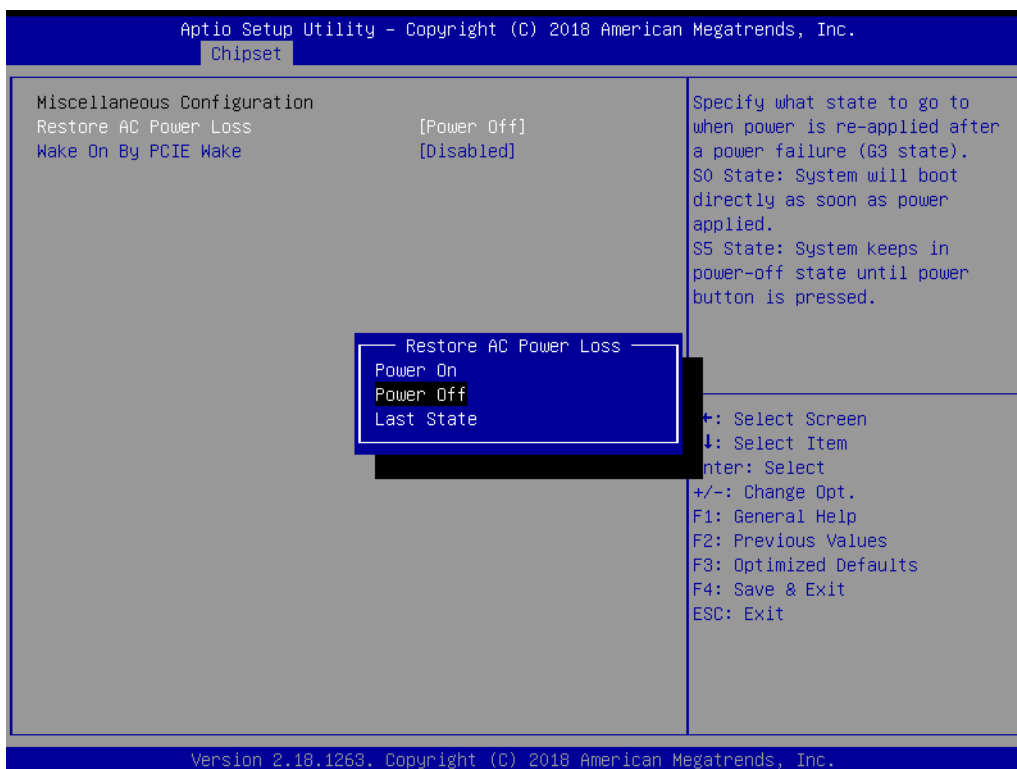 Aptio Setup Utility – Copyright (C) 2018 American Megatrends, Inc.
Chipset
Miscellaneous Configuration
Restore AC Power Loss [Power Off]
Wake On By PCIE Wake [Disabled]
Specify what state to go to
when power is re-applied after
a power failure (G3 state).
S0 State: System will boot
directly as soon as power
applied.
S5 State: System keeps in
power-off state until power
button is pressed.
Restore AC Power Loss
Power On
Power Off
Last State
←: Select Screen
↓: Select Item
nter: Select
+/-: Change Opt.
F1: General Help
F2: Previous Values
F3: Optimized Defaults
F4: Save & Exit
ESC: Exit
Version 2.18.1263. Copyright (C) 2018 American Megatrends, Inc.